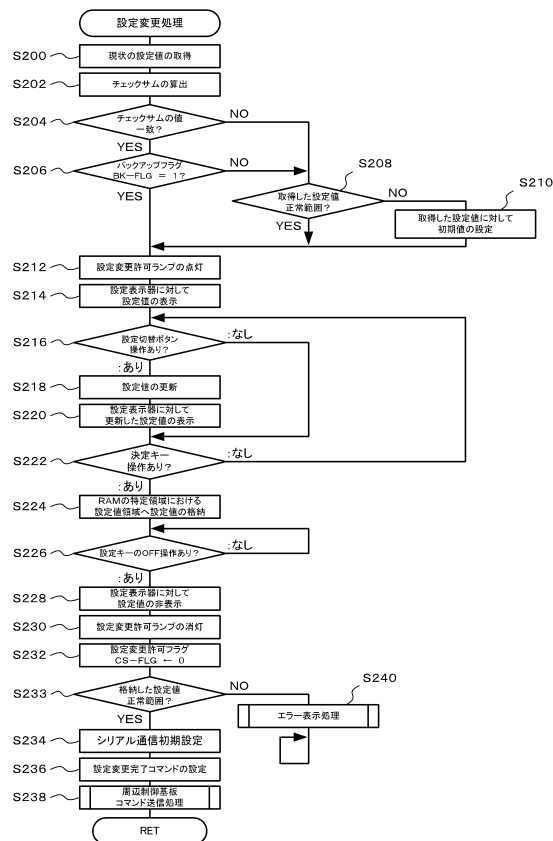 設定変更処理
S200
現状の設定値の取得
S202
チェックサムの算出
S204
チェックサムの値
一致?
NO
YES
S206
バックアップフラグ
BK-FLG = 1?
NO
YES
S208
取得した設定値
正常範囲?
NO
YES
S210
取得した設定値に対して
初期値の設定
S212
設定変更許可ランプの点灯
S214
設定表示器に対して
設定値の表示
S216
設定切替ボタン
操作あり?
:なし
:あり
S218
設定値の更新
S220
設定表示器に対して
更新した設定値の表示
S222
決定キー
操作あり?
:なし
:あり
S224
RAMの特定領域における
設定値領域へ設定値の格納
S226
設定キーのOFF操作あり?
:なし
:あり
S228
設定表示器に対して
設定値の非表示
S230
設定変更許可ランプの消灯
S232
設定変更許可フラグ
CS-FLG ← 0
S233
格納した設定値
正常範囲?
NO
YES
S240
エラー表示処理
S234
シリアル通信初期設定
S236
設定変更完了コマンドの設定
S238
周辺制御基板
コマンド送信処理
RET